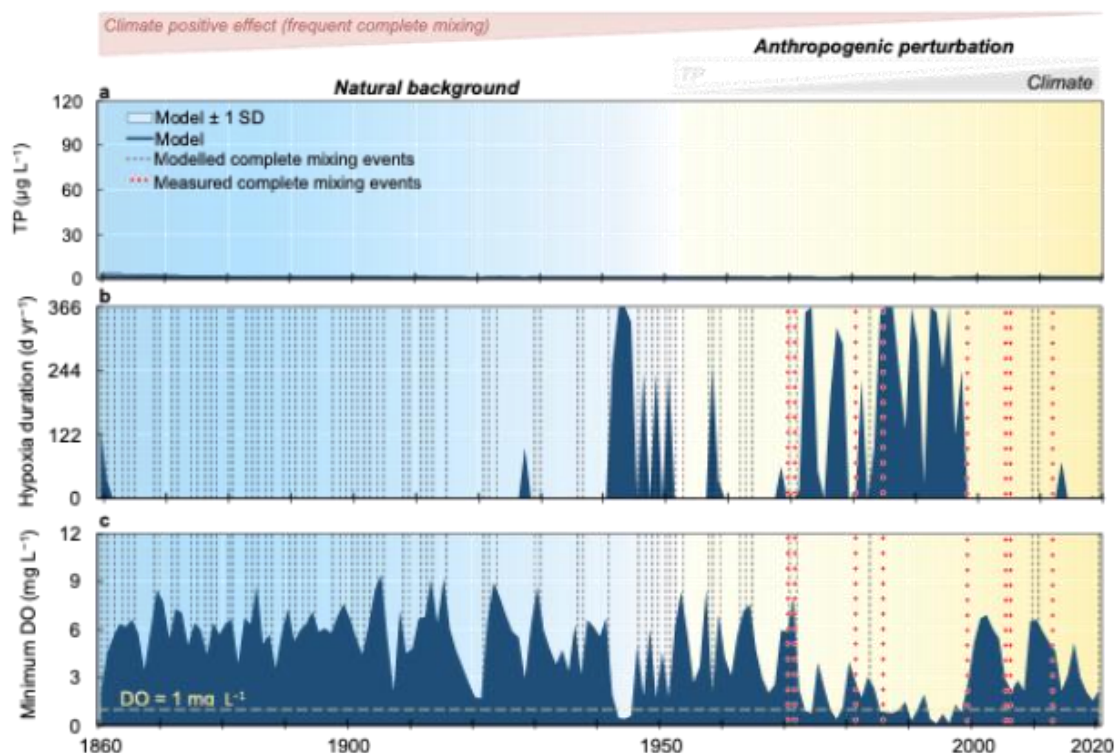 Climate positive effect (frequent complete mixing)
Anthropogenic perturbation
TP
Climate
Natural background
a
120
90
60
30
0
TP (µg L⁻¹)
Model ± 1 SD
Model
Modelled complete mixing events
Measured complete mixing events
b
366
244
122
0
Hypoxia duration (d yr⁻¹)
c
12
9
6
3
0
Minimum DO (mg L⁻¹)
DO = 1 mg L⁻¹
1860
1900
1950
2000
2020